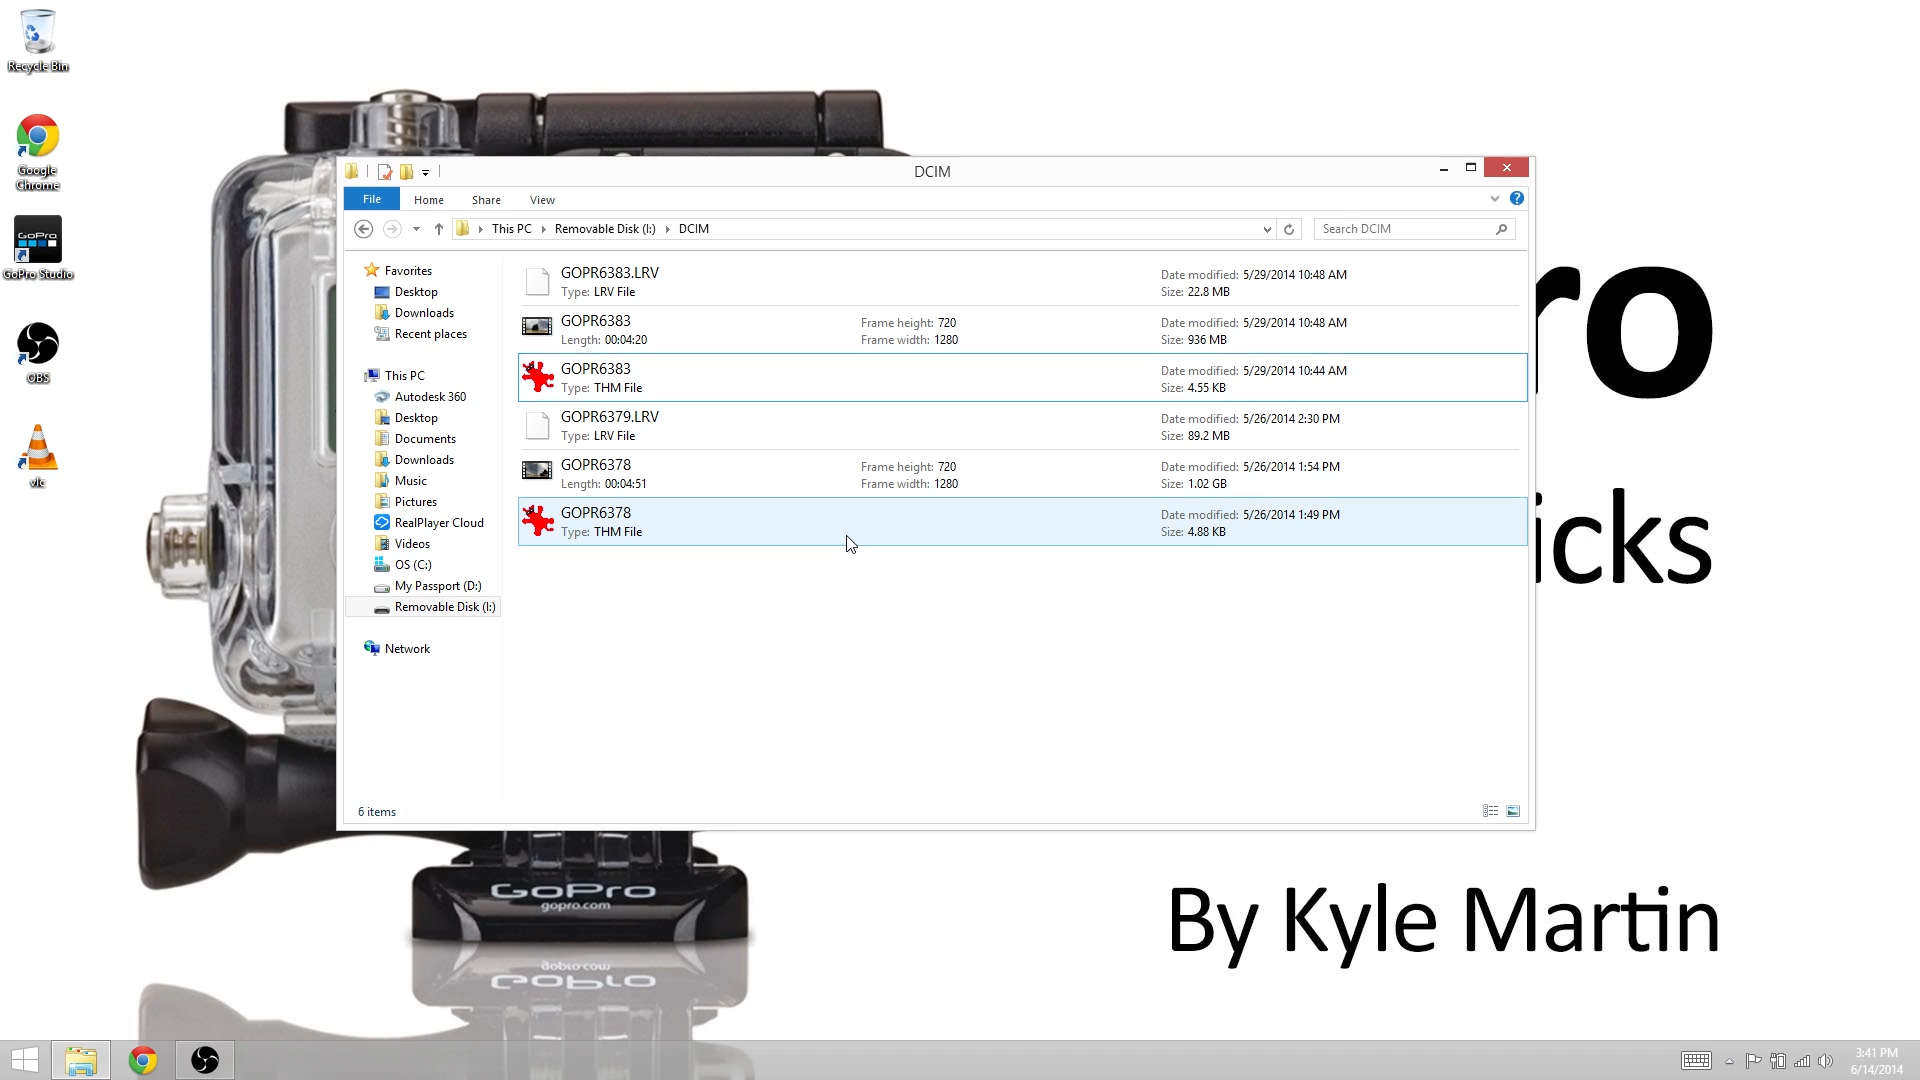 Recycle Bin
Google
Chrome
GoPro
GoPro Studio
OBS
vlc
DCIM
File Home Share View
This PC Removable Disk (I:) DCIM
Search DCIM
Favorites
Desktop
Downloads
Recent places
This PC
Autodesk 360
Desktop
Documents
Downloads
Music
Pictures
RealPlayer Cloud
Videos
OS (C:)
My Passport (D:)
Removable Disk (I:)
Network
GOPR6383.LRV
Type: LRV File
Date modified: 5/29/2014 10:48 AM
Size: 22.8 MB
GOPR6383
Length: 00:04:20
Frame height: 720
Frame width: 1280
Date modified: 5/29/2014 10:48 AM
Size: 936 MB
GOPR6383
Type: THM File
Date modified: 5/29/2014 10:44 AM
Size: 4.55 KB
GOPR6379.LRV
Type: LRV File
Date modified: 5/26/2014 2:30 PM
Size: 89.2 MB
GOPR6378
Length: 00:04:51
Frame height: 720
Frame width: 1280
Date modified: 5/26/2014 1:54 PM
Size: 1.02 GB
GOPR6378
Type: THM File
Date modified: 5/26/2014 1:49 PM
Size: 4.88 KB
6 items
ro
icks
By Kyle Martin
GoPro
gopro.com
3:41 PM
6/14/2014